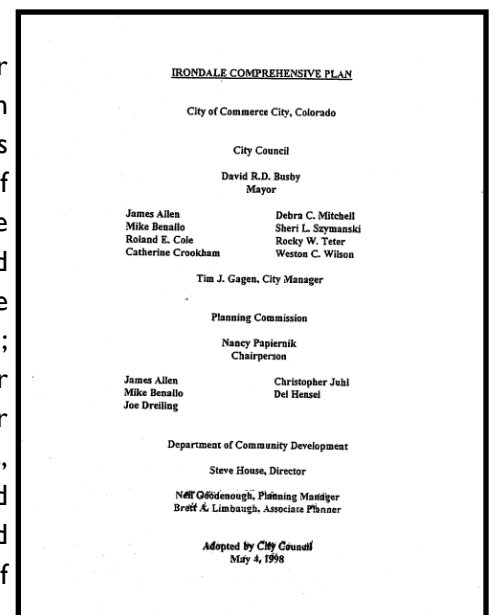 IRONDALE COMPREHENSIVE PLAN
City of Commerce City, Colorado
City Council
David R.D. Busby
Mayor
James Allen
Mike Benallo
Roland E. Cole
Catherine Crookham
Debra C. Mitchell
Sheri L. Szymanski
Rocky W. Teter
Weston C. Wilson
Tim J. Gagen, City Manager
Planning Commission
Nancy Papiernik
Chairperson
James Allen
Mike Benallo
Joe Dreiling
Christopher Juhl
Del Hensel
Department of Community Development
Steve House, Director
Neil Goodenough, Planning Manager
Brett A. Limbaugh, Associate Planner
Adopted by City Council
May 4, 1998